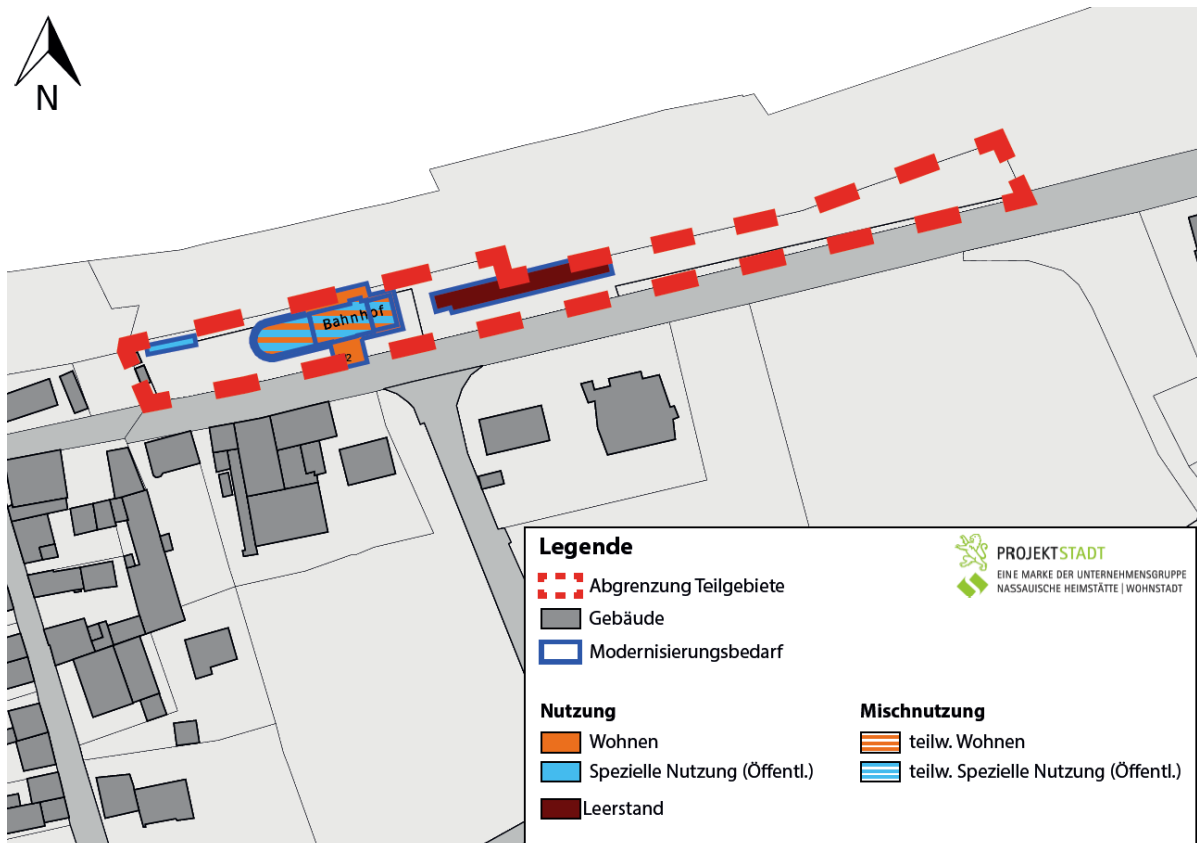 N
Bahnhof
2
Legende
Abgrenzung Teilgebiete
Gebäude
Modernisierungsbedarf
PROJEKTSTADT
EINE MARKE DER UNTERNEHMENSGRUPPE
NASSAUISCHE HEIMSTÄTTE | WOHNSTADT
Nutzung
Wohnen
Spezielle Nutzung (Öffentl.)
Leerstand
Mischnutzung
teilw. Wohnen
teilw. Spezielle Nutzung (Öffentl.)